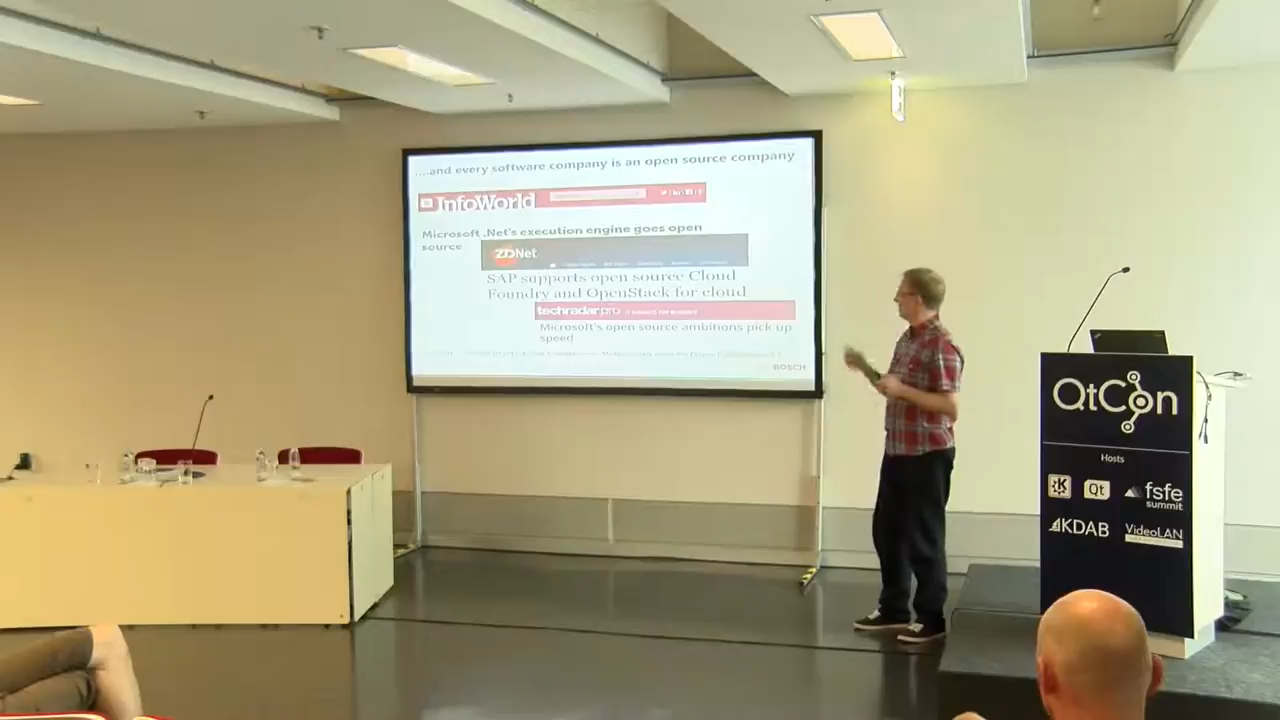 ....and every software company is an open source company
InfoWorld
Microsoft .Net's execution engine goes open
source
ZDNet
SAP supports open source Cloud
Foundry and OpenStack for cloud
techradar.pro
Microsoft's open source ambitions pick up
speed
BOSCH
QtCon
Hosts
K
Qt
fsfe
summit
KDAB
VideoLAN